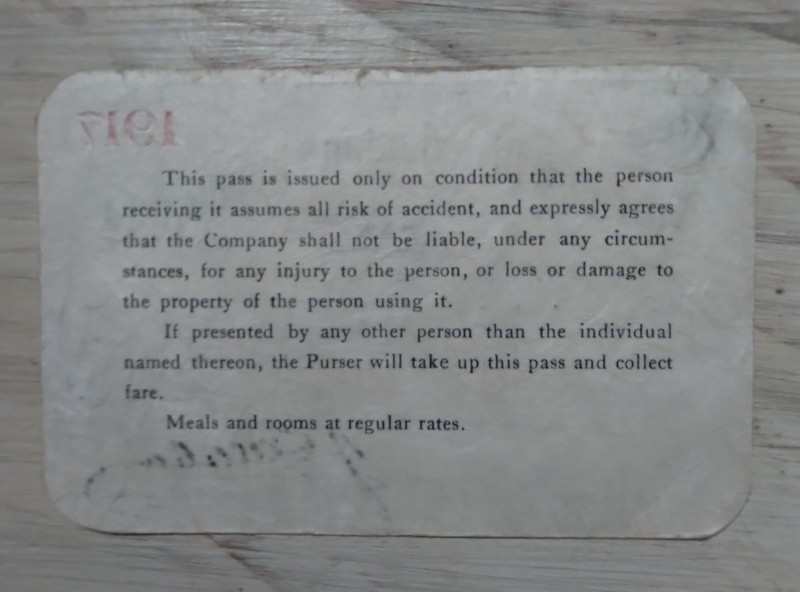 1917
This pass is issued only on condition that the person
receiving it assumes all risk of accident, and expressly agrees
that the Company shall not be liable, under any circum-
stances, for any injury to the person, or loss or damage to
the property of the person using it.
If presented by any other person than the individual
named thereon, the Purser will take up this pass and collect
fare.
Meals and rooms at regular rates.